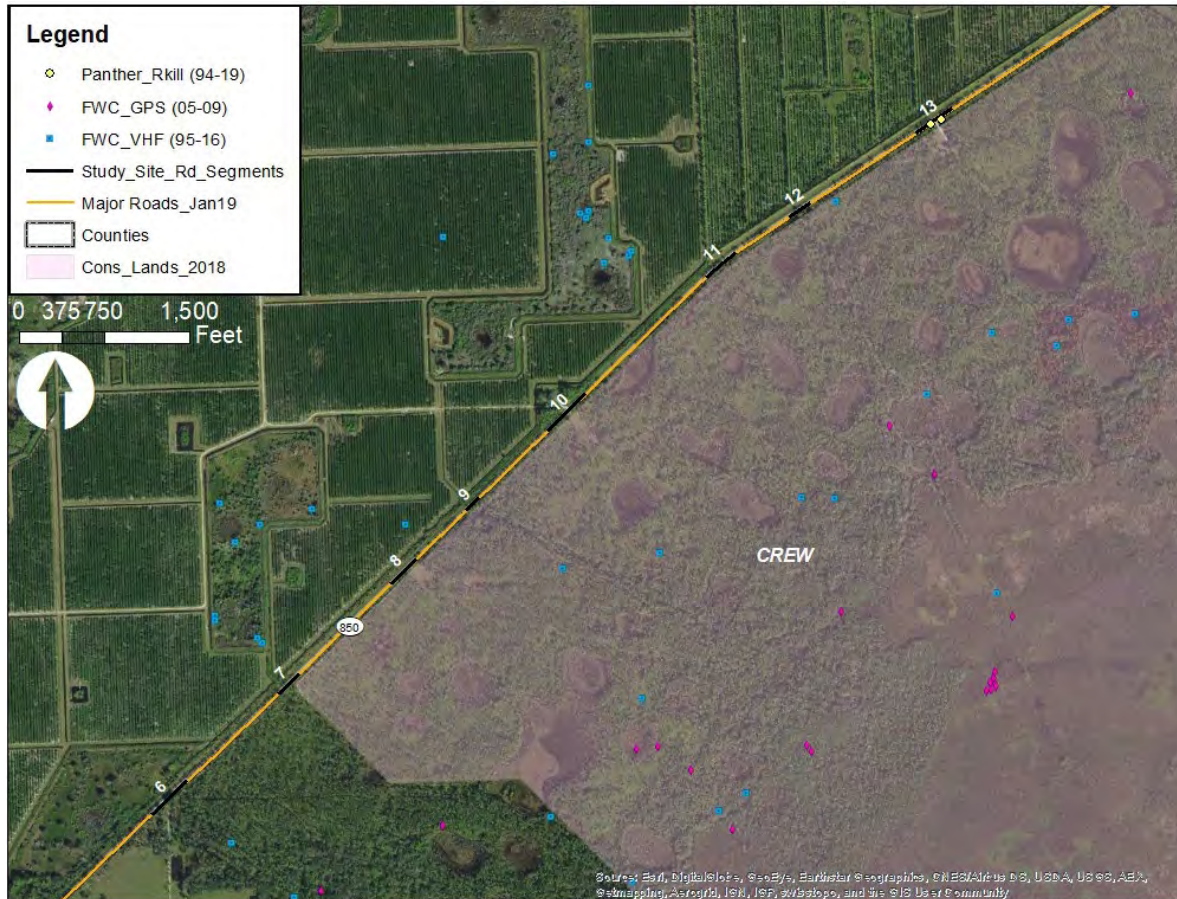 Legend
Panther_Rkill (94-19)
FWC_GPS (05-09)
FWC_VHF (95-16)
Study_Site_Rd_Segments
Major Roads_Jan19
Counties
Cons_Lands_2018
0 375 750 1,500
Feet
13
12
11
10
9
8
850
7
6
CREW
Source: Esri, DigitalGlobe, GeoEye, Earthstar Geographics, CNES/Airbus DS, USDA, USGS, AEX,
Getmapping, Aerogrid, IGN, IGP, swisstopo, and the GIS User Community